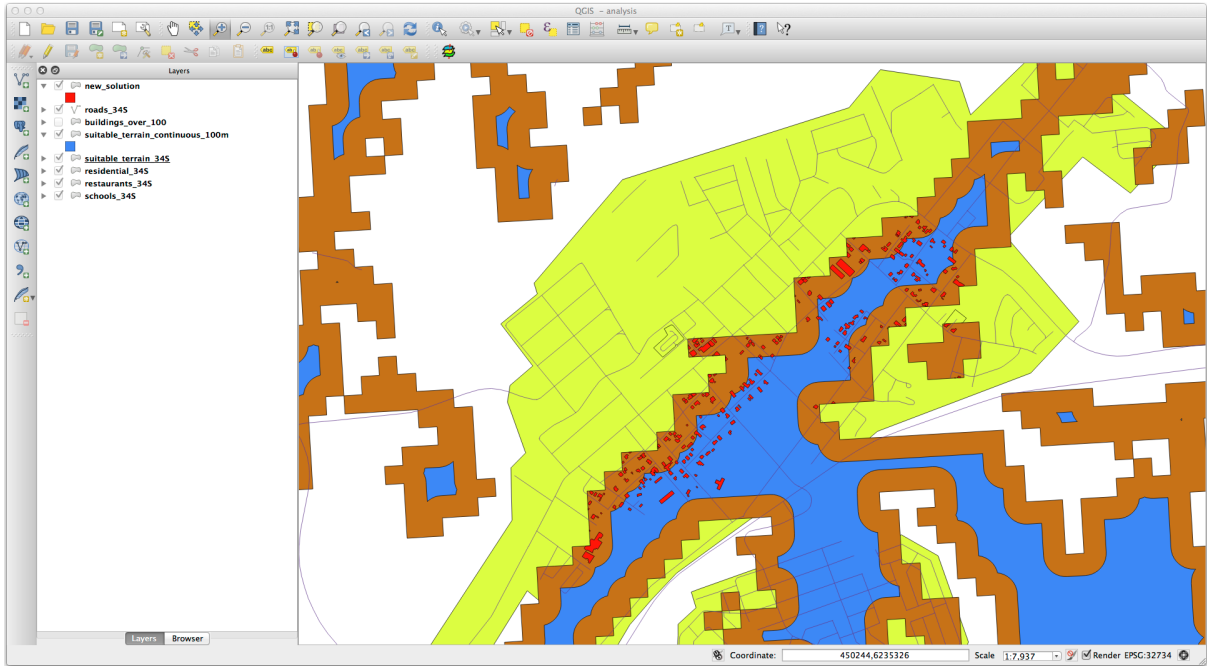 QGIS - analysis
Layers
new_solution
roads_34S
buildings_over_100
suitable_terrain_continuous_100m
suitable_terrain_34S
residential_34S
restaurants_34S
schools_34S
Layers Browser
Coordinate: 450244,6235326 Scale 1:7,937 Render EPSG:32734